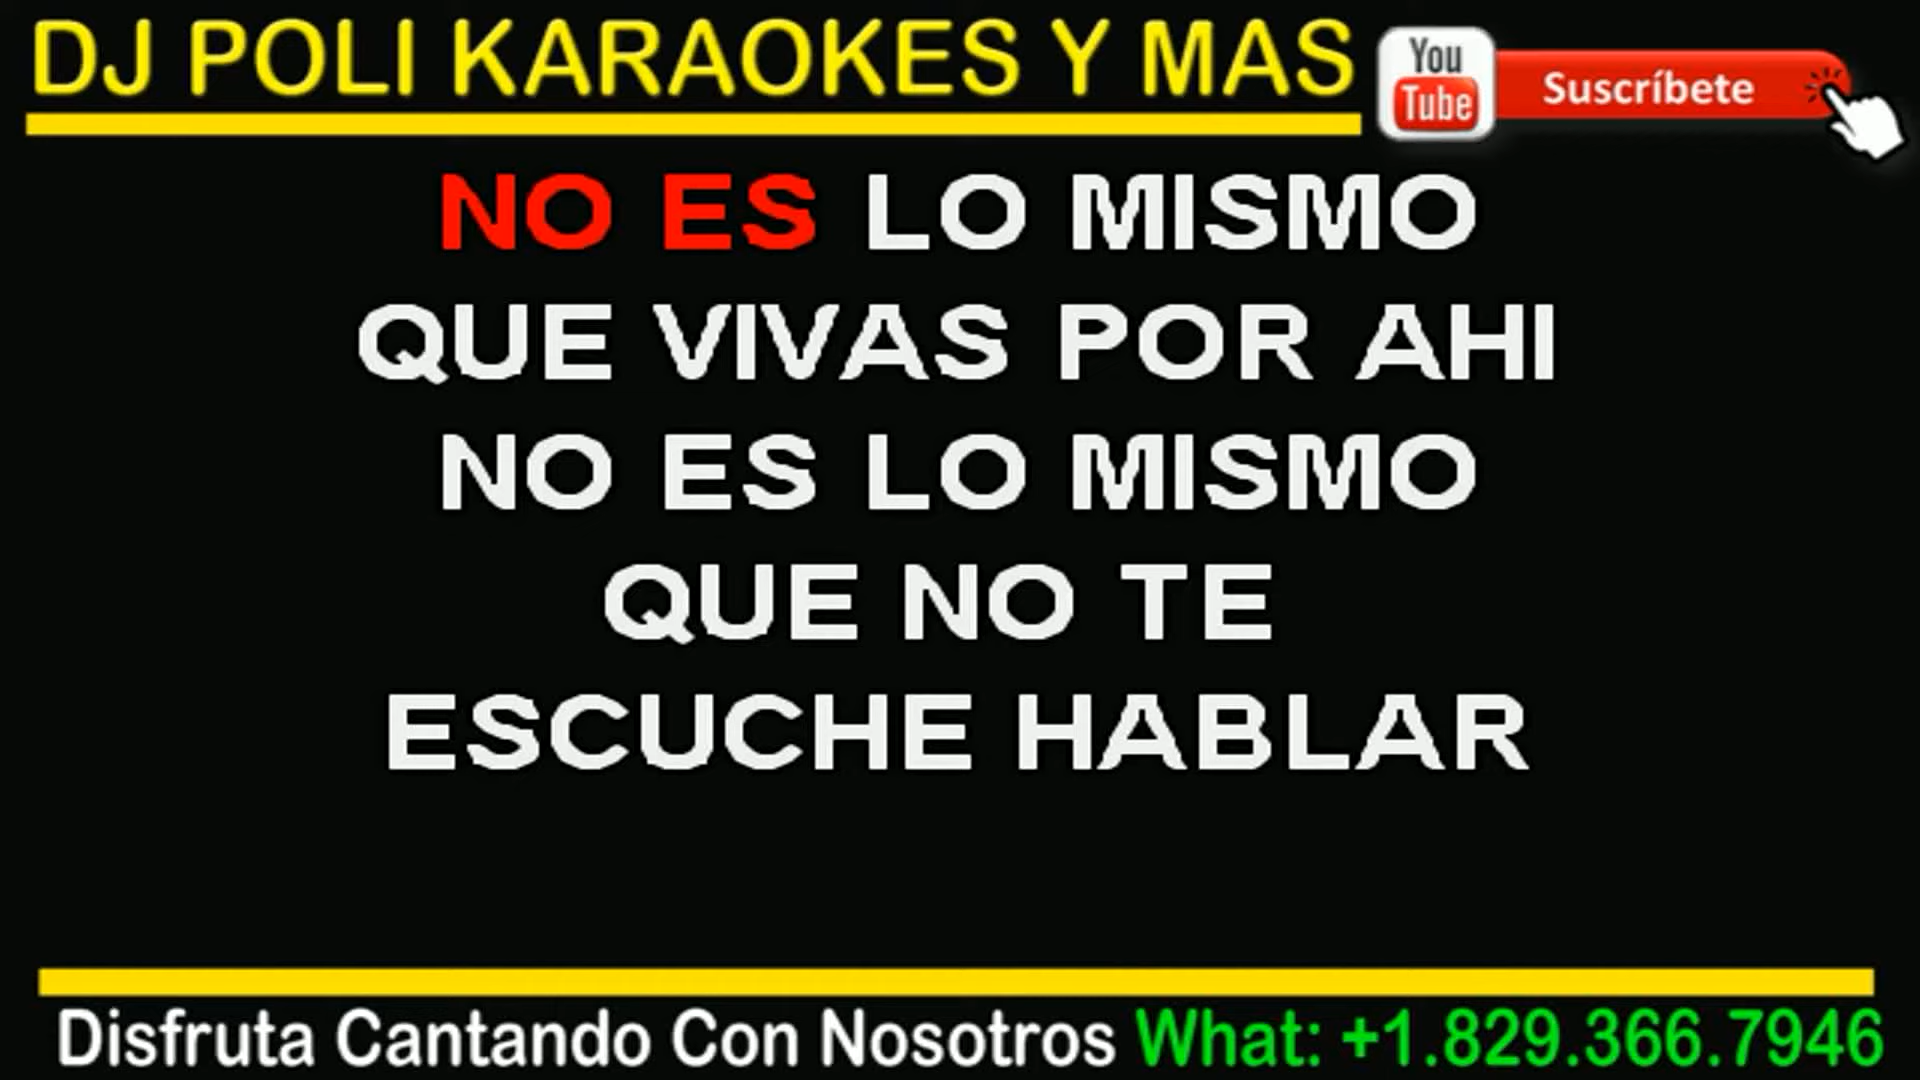 DJ POLI KARAOKES Y MAS
You
Tube
Suscríbete
NO ES LO MISMO
QUE VIVAS POR AHI
NO ES LO MISMO
QUE NO TE
ESCUCHE HABLAR
Disfruta Cantando Con Nosotros What: +1.829.366.7946